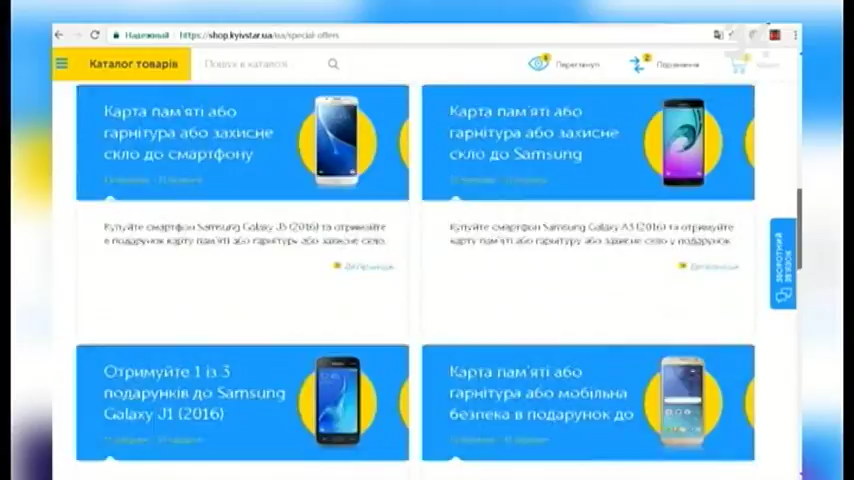 Надежный
https://shop.kyivstar.ua/ua/special-offers
Каталог товарів
Пошук в каталозі
Переглянуті
Порівняння
Карта пам'яті або
гарнітура або захисне
скло до смартфону
Карта пам'яті або
гарнітура або захисне
скло до Samsung
Купуйте смартфон Samsung Galaxy J5 (2016) та отримайте
в подарунок карту пам'яті або гарнітуру або захисне скло.
Купуйте смартфон Samsung Galaxy A3 (2016) та отримуйте
карту пам'яті або гарнітуру або захисне скло у подарунок
Детальніше
Детальніше
ЗВОРОТНИЙ
ЗВ'ЯЗОК
Отримуйте 1 із 3
подарунків до Samsung
Galaxy J1 (2016)
Карта пам'яті або
гарнітура або мобільна
безпека в подарунок до